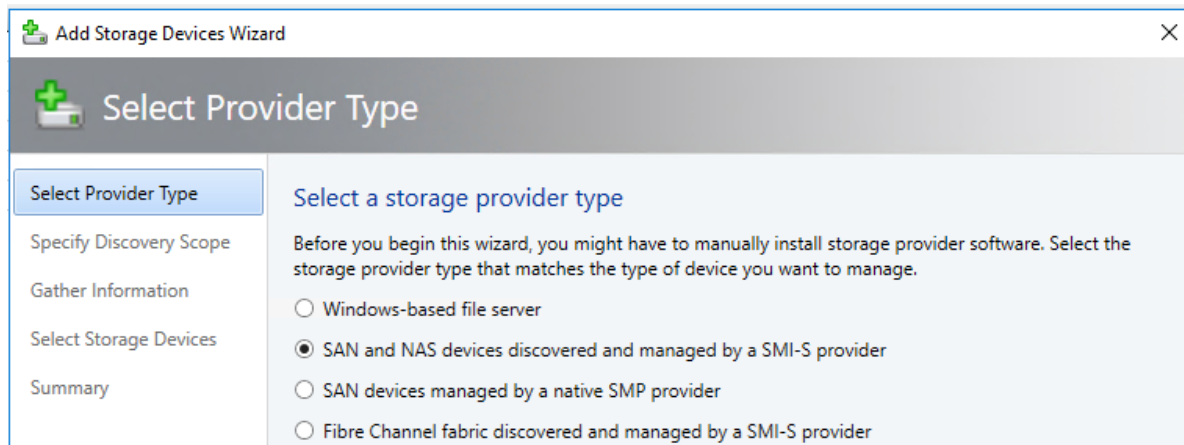 Add Storage Devices Wizard
Select Provider Type
Select Provider Type
Specify Discovery Scope
Gather Information
Select Storage Devices
Summary
Select a storage provider type
Before you begin this wizard, you might have to manually install storage provider software. Select the
storage provider type that matches the type of device you want to manage.
Windows-based file server
SAN and NAS devices discovered and managed by a SMI-S provider
SAN devices managed by a native SMP provider
Fibre Channel fabric discovered and managed by a SMI-S provider